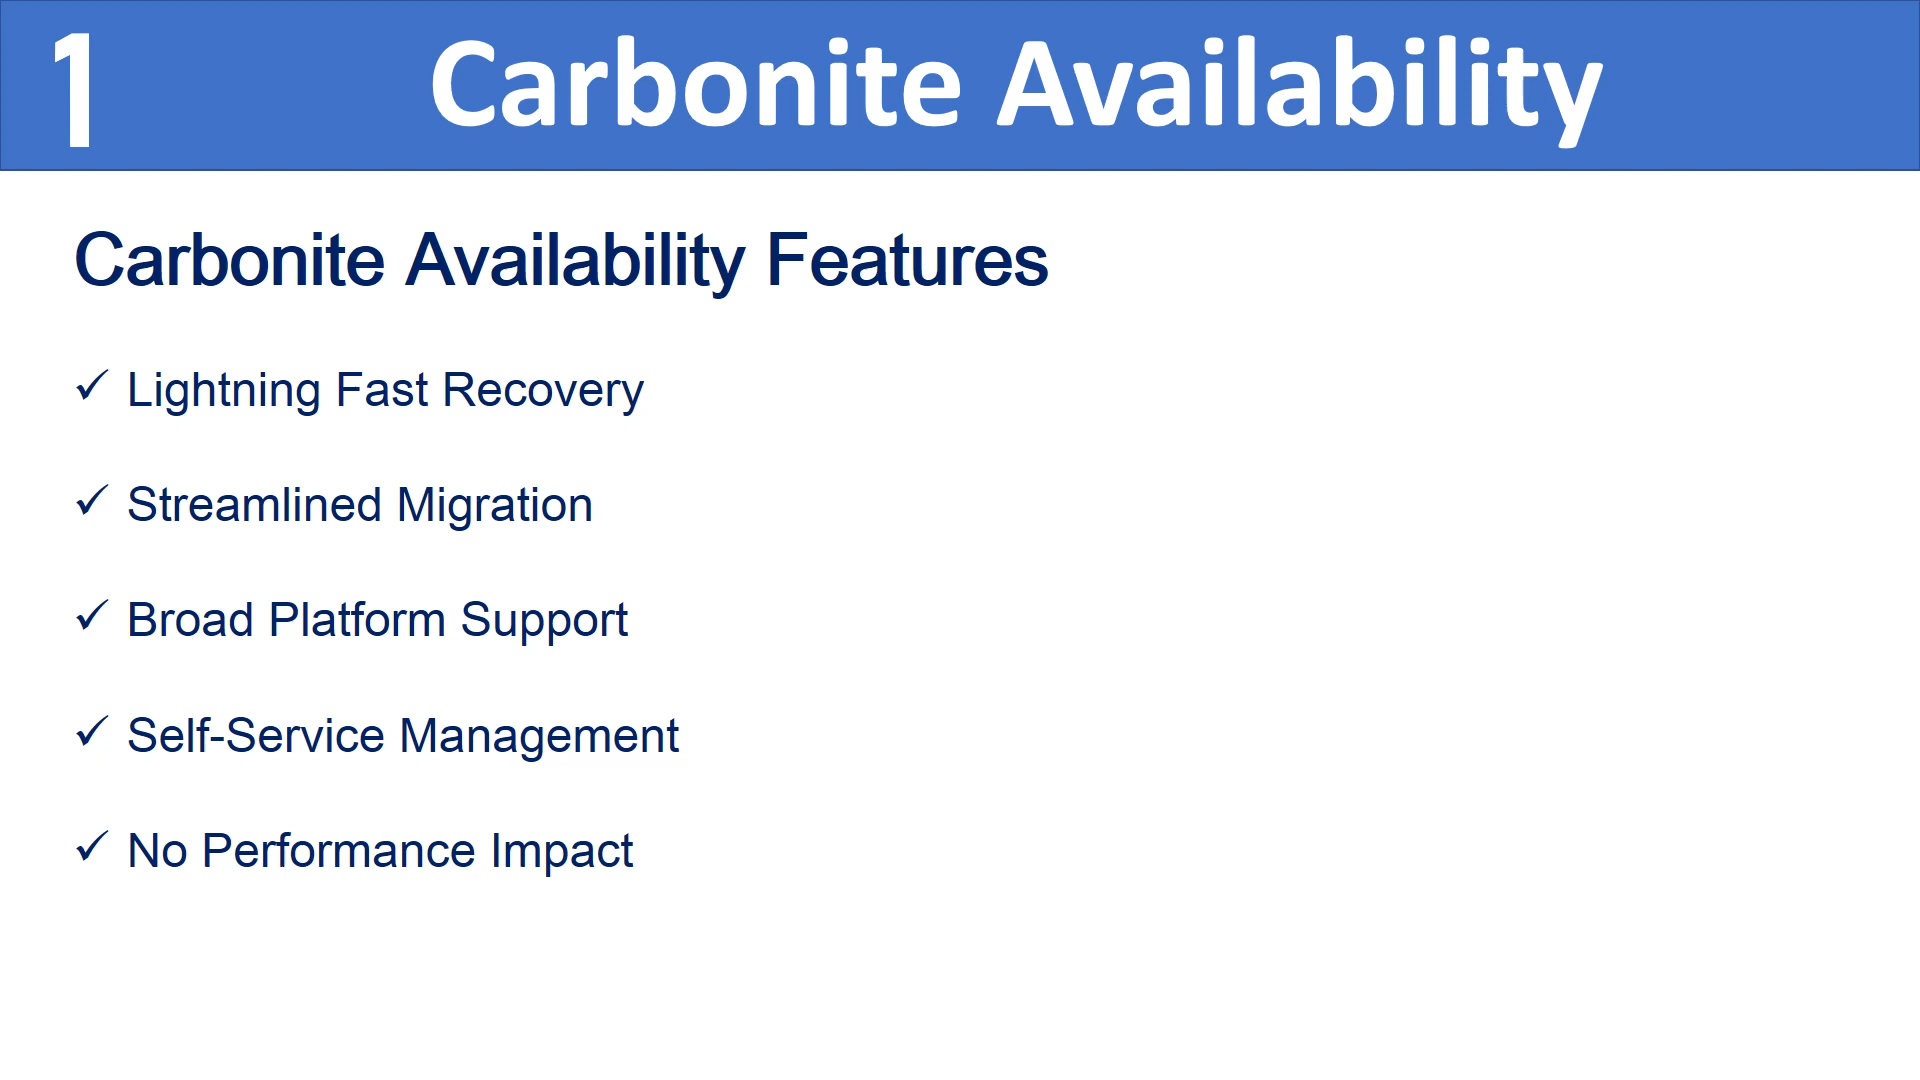 1 Carbonite Availability
Carbonite Availability Features
✓ Lightning Fast Recovery
✓ Streamlined Migration
✓ Broad Platform Support
✓ Self-Service Management
✓ No Performance Impact